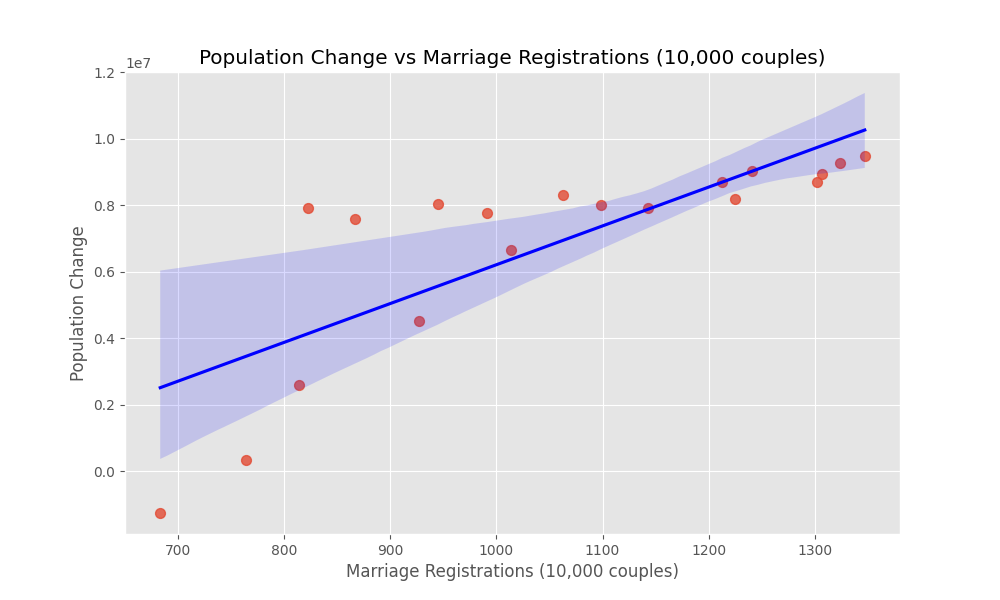 Population Change vs Marriage Registrations (10,000 couples)
1e7
1.2
1.0
0.8
0.6
0.4
0.2
0.0
Population Change
700 800 900 1000 1100 1200 1300
Marriage Registrations (10,000 couples)